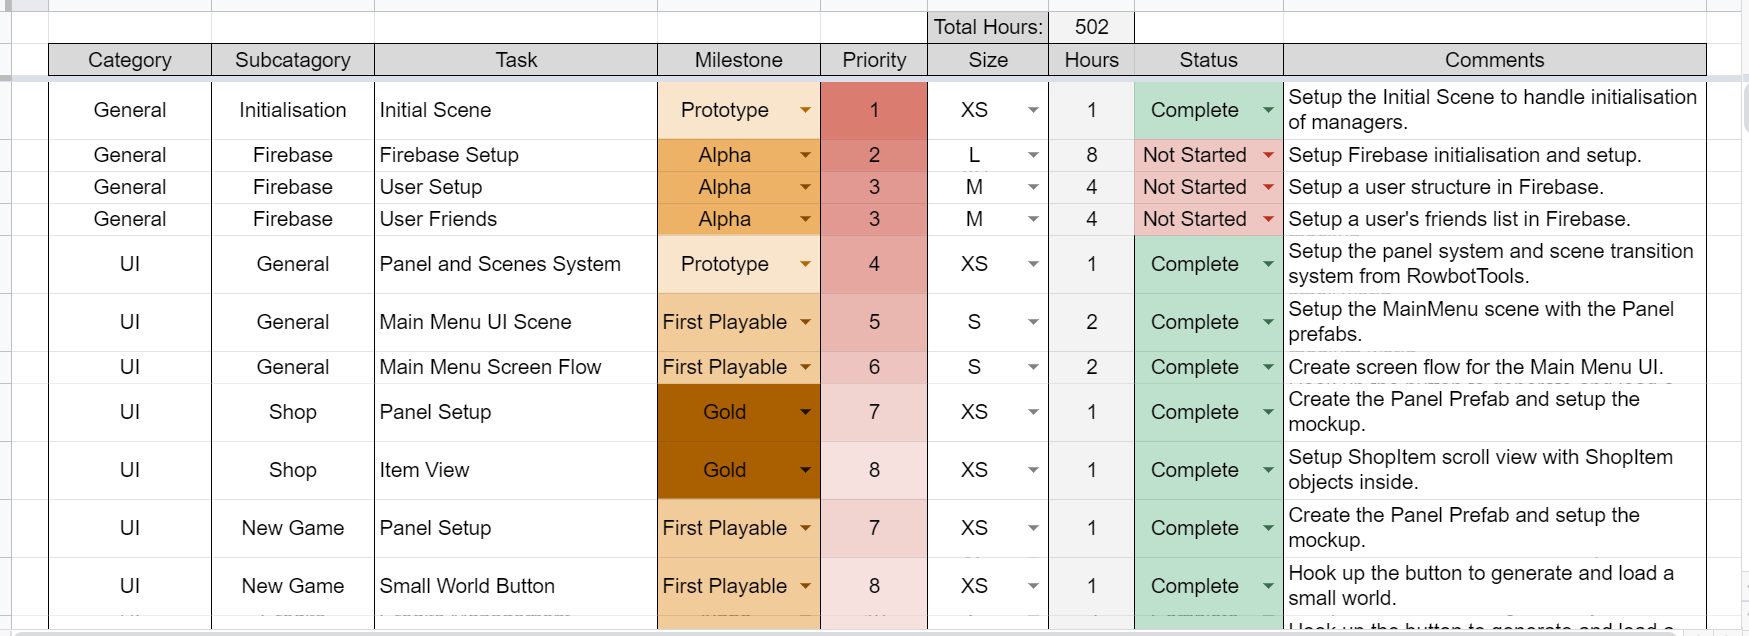 Total Hours: 502
Category Subcatagory Task Milestone Priority Size Hours Status Comments
General Initialisation Initial Scene Prototype 1 XS 1 Complete Setup the Initial Scene to handle initialisation
of managers.
General Firebase Firebase Setup Alpha 2 L 8 Not Started Setup Firebase initialisation and setup.
General Firebase User Setup Alpha 3 M 4 Not Started Setup a user structure in Firebase.
General Firebase User Friends Alpha 3 M 4 Not Started Setup a user's friends list in Firebase.
UI General Panel and Scenes System Prototype 4 XS 1 Complete Setup the panel system and scene transition
system from RowbotTools.
UI General Main Menu UI Scene First Playable 5 S 2 Complete Setup the MainMenu scene with the Panel
prefabs.
UI General Main Menu Screen Flow First Playable 6 S 2 Complete Create screen flow for the Main Menu UI.
UI Shop Panel Setup Gold 7 XS 1 Complete Create the Panel Prefab and setup the
mockup.
UI Shop Item View Gold 8 XS 1 Complete Setup ShopItem scroll view with ShopItem
objects inside.
UI New Game Panel Setup First Playable 7 XS 1 Complete Create the Panel Prefab and setup the
mockup.
UI New Game Small World Button First Playable 8 XS 1 Complete Hook up the button to generate and load a
small world.
Hook up the button to generate and load a